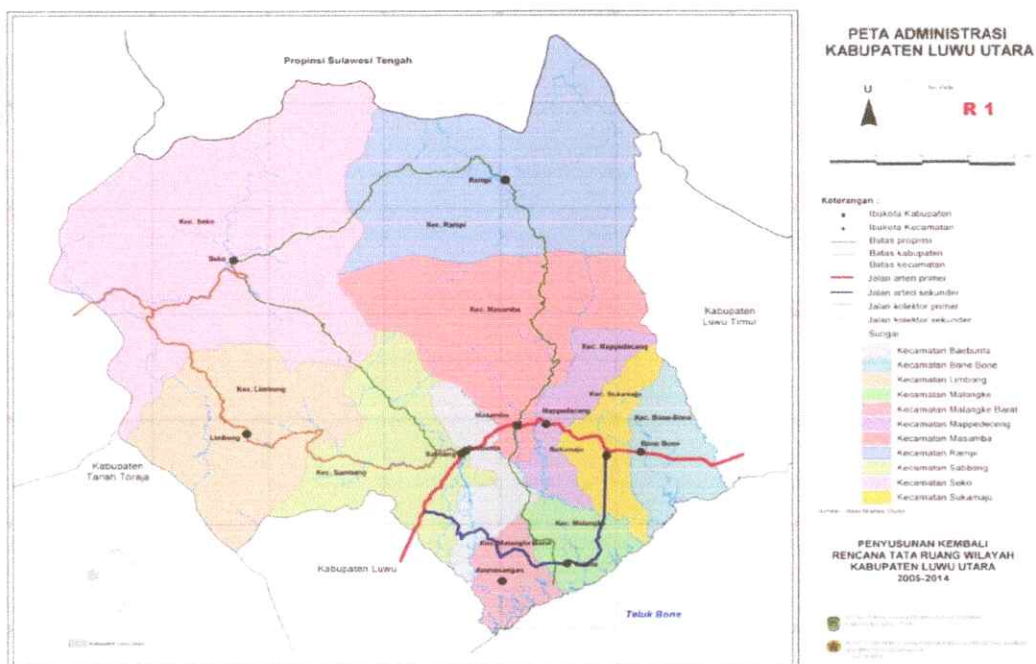 PETA ADMINISTRASI
KABUPATEN LUWU UTARA
U
R 1
Keterangan :
Ibukota Kabupaten
Ibukota Kecamatan
Batas propinsi
Batas kabupaten
Batas kecamatan
Jalan arteri primer
Jalan arteri sekunder
Jalan kolektor primer
Jalan kolektor sekunder
Sungai
Kecamatan Baebunta
Kecamatan Bone Bone
Kecamatan Limbong
Kecamatan Malangke
Kecamatan Malangke Barat
Kecamatan Mappedeceng
Kecamatan Masamba
Kecamatan Rampi
Kecamatan Sabbang
Kecamatan Seko
Kecamatan Sukamaju
PENYUSUNAN KEMBALI
RENCANA TATA RUANG WILAYAH
KABUPATEN LUWU UTARA
2005-2014
Propinsi Sulawesi Tengah
Rampi
Kec. Seko
Kec. Rampi
Seko
Kec. Masamba
Kabupaten
Luwu Timur
Kec. Mappedeceng
Kec. Limbong
Kec. Sukamaju
Masamba
Mappedeceng
Kec. Bone-Bone
Limbong
Sabbang
Sukamaju
Bone Bone
Kabupaten
Tanah Toraja
Kec. Sabbang
Kec. Malangke
Kec. Malangke Barat
Kabupaten Luwu
Teluk Bone